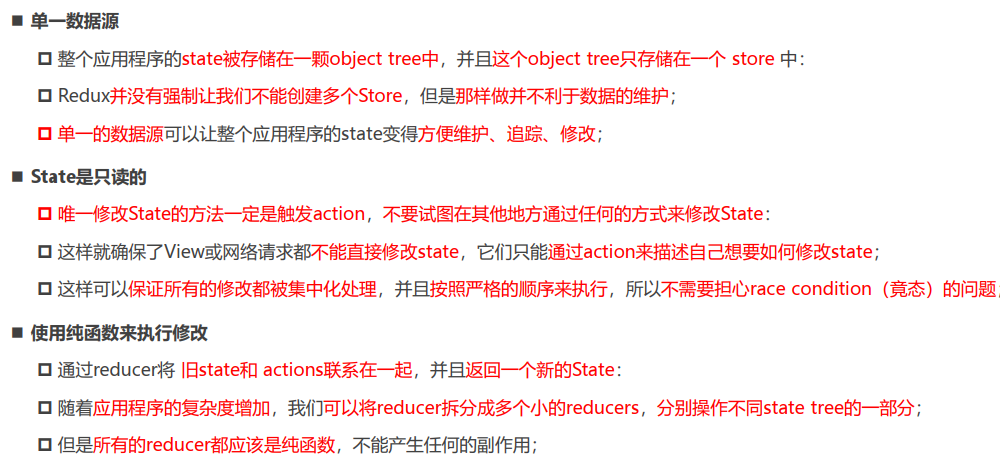 单一数据源
整个应用程序的state被存储在一颗object tree中，并且这个object tree只存储在一个 store 中：
Redux并没有强制让我们不能创建多个Store，但是那样做并不利于数据的维护；
单一的数据源可以让整个应用程序的state变得方便维护、追踪、修改；
State是只读的
唯一修改State的方法一定是触发action，不要试图在其他地方通过任何的方式来修改State：
这样就确保了View或网络请求都不能直接修改state，它们只能通过action来描述自己想要如何修改state；
这样可以保证所有的修改都被集中化处理，并且按照严格的顺序来执行，所以不需要担心race condition（竟态）的问题；
使用纯函数来执行修改
通过reducer将 旧state和 actions联系在一起，并且返回一个新的State：
随着应用程序的复杂度增加，我们可以将reducer拆分成多个小的reducers，分别操作不同state tree的一部分；
但是所有的reducer都应该是纯函数，不能产生任何的副作用；